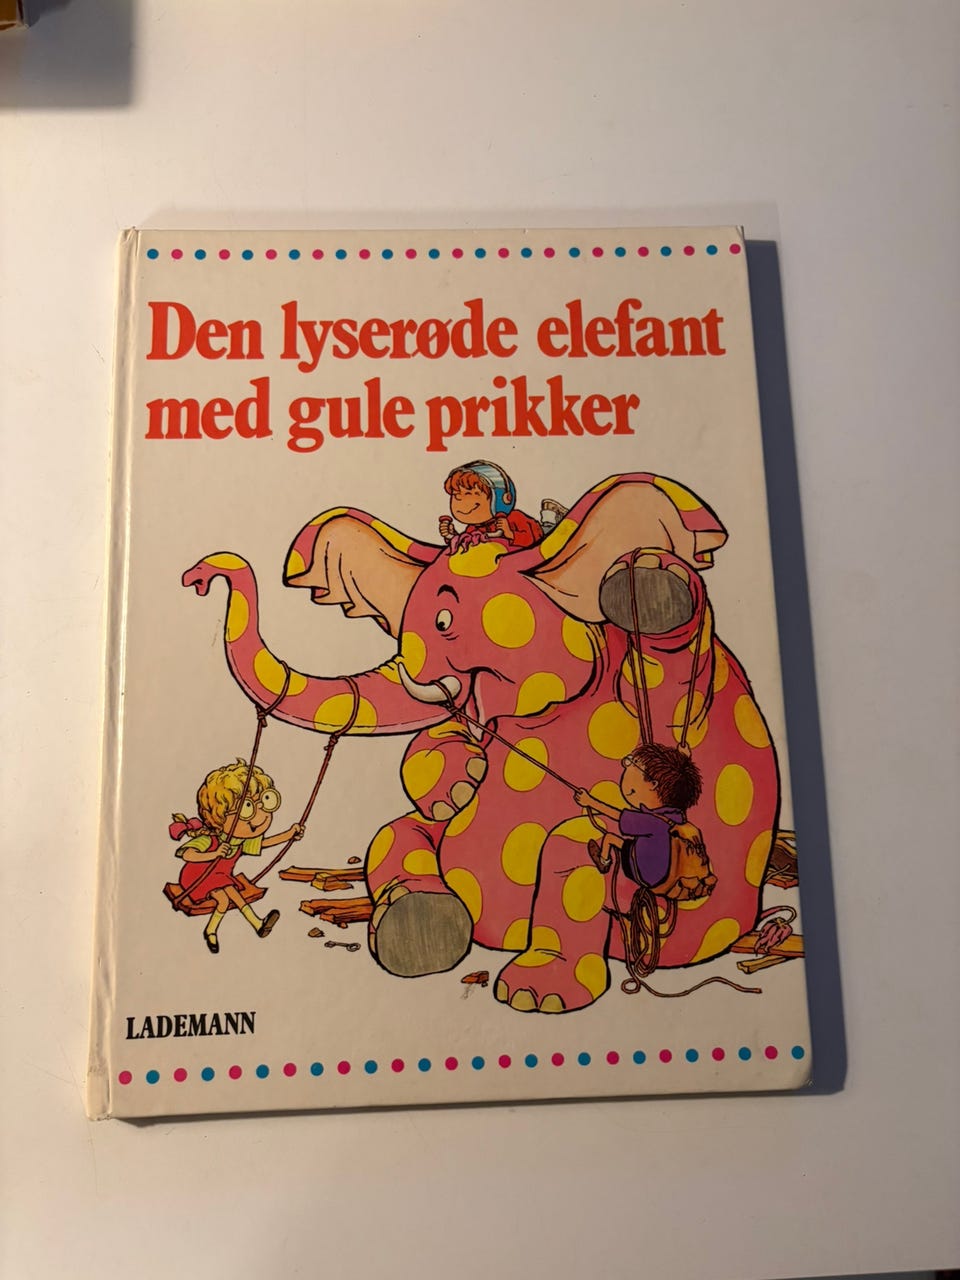 Den lyserøde elefant
med gule prikker
LADEMANN